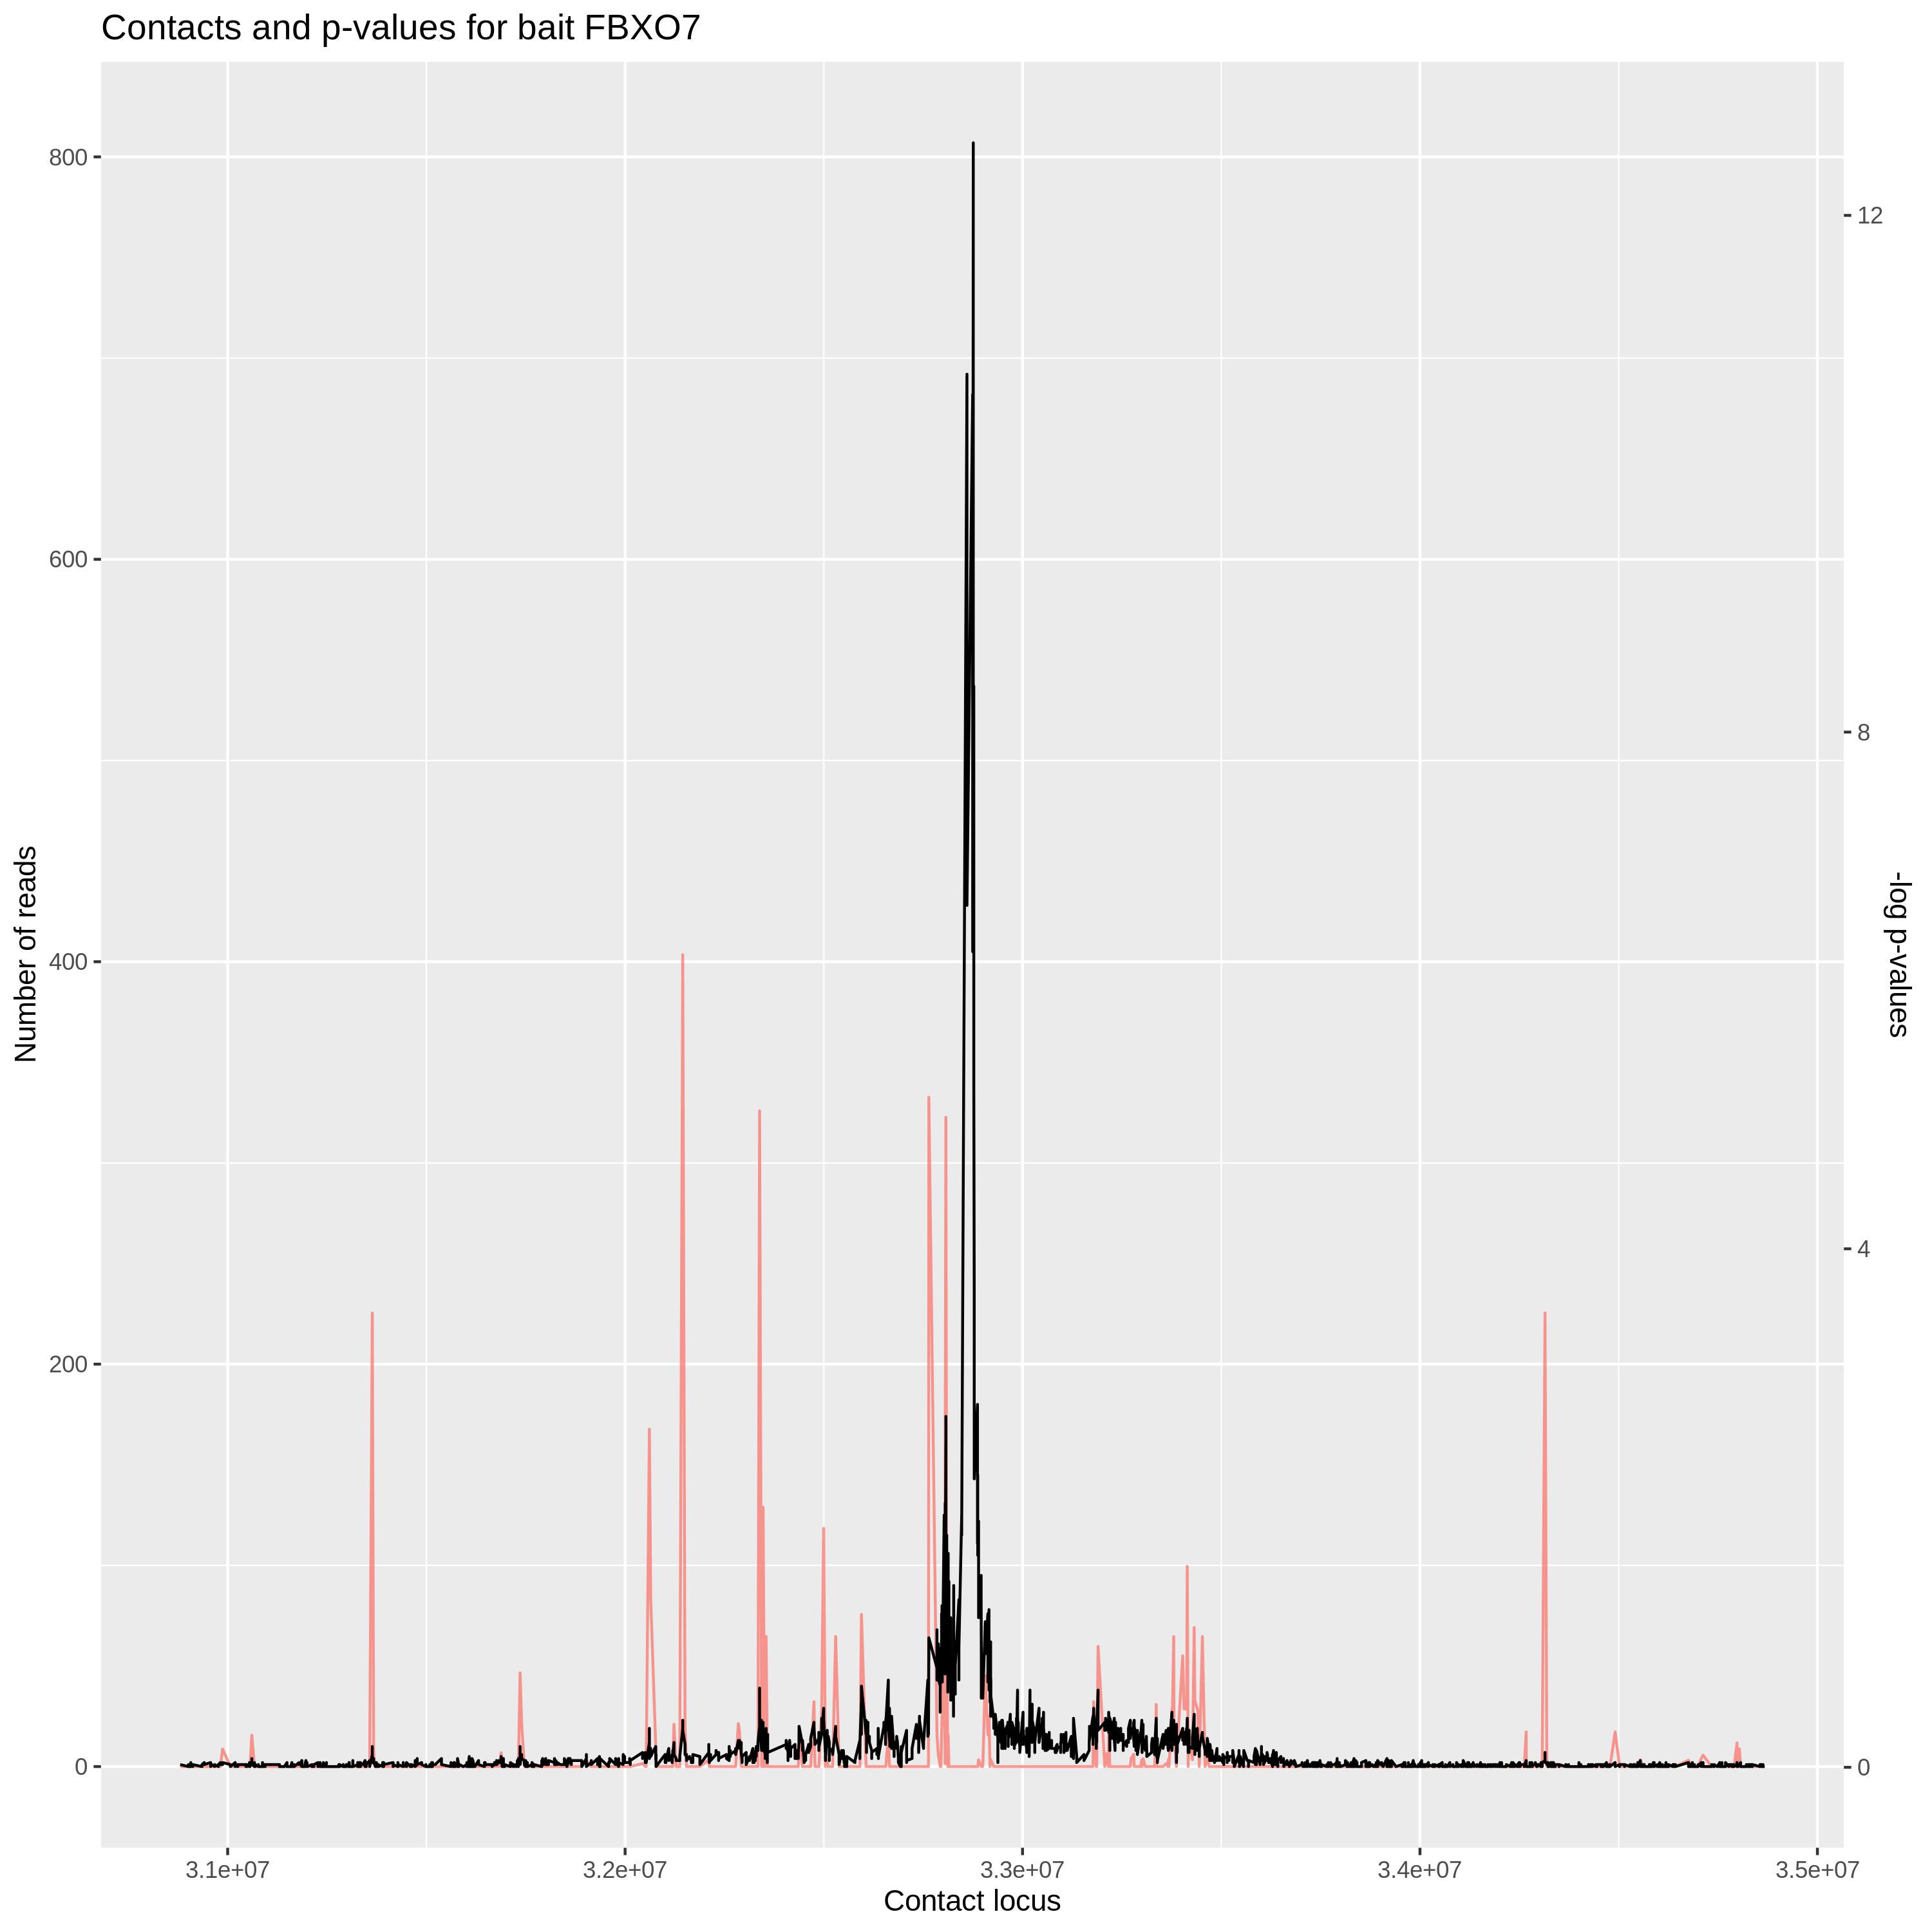 Contacts and p-values for bait FBXO7
800
600
400
200
0
Number of reads
12
8
4
0
-log p-values
3.1e+07
3.2e+07
3.3e+07
3.4e+07
3.5e+07
Contact locus